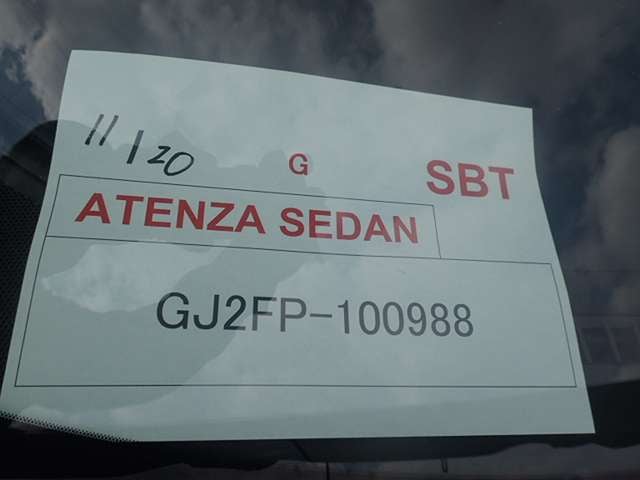 11/20 G SBT
ATENZA SEDAN
GJ2FP-100988